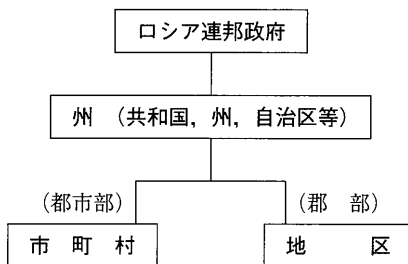 ロシア連邦政府
州 (共和国, 州, 自治区等)
(都市部) (郡 部)
市 町 村 地 区